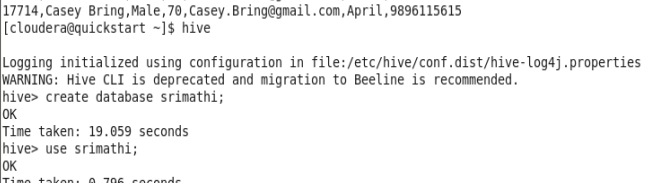 17714,Casey Bring,Male,70,Casey.Bring@gmail.com,April,9896115615
[cloudera@quickstart ~]$ hive
Logging initialized using configuration in file:/etc/hive/conf.dist/hive-log4j.properties
WARNING: Hive CLI is deprecated and migration to Beeline is recommended.
hive> create database srimathi;
OK
Time taken: 19.059 seconds
hive> use srimathi;
OK
Time taken: 0.796 seconds